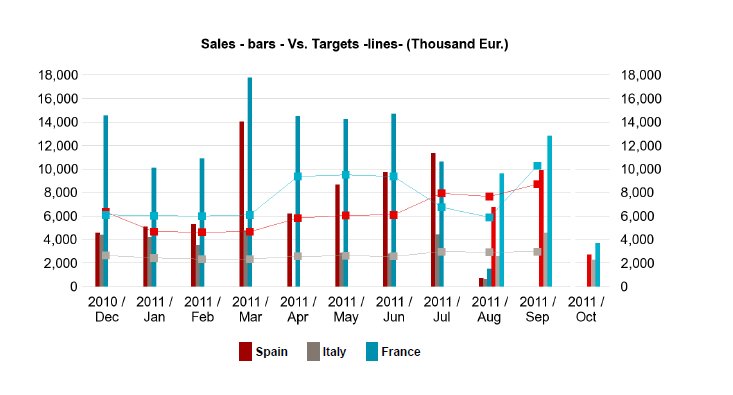 Sales - bars - Vs. Targets -lines- (Thousand Eur.)
18,000 18,000
16,000 16,000
14,000 14,000
12,000 12,000
10,000 10,000
8,000 8,000
6,000 6,000
4,000 4,000
2,000 2,000
0 0
2010 / 2011 / 2011 / 2011 / 2011 / 2011 / 2011 / 2011 / 2011 / 2011 / 2011 /
Dec Jan Feb Mar Apr May Jun Jul Aug Sep Oct
Spain Italy France